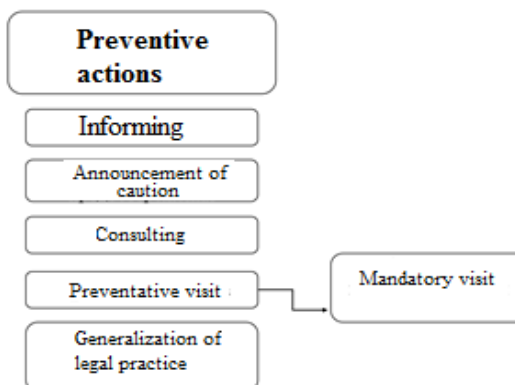 Preventive
actions
Informing
Announcement of
caution
Consulting
Preventative visit
Mandatory visit
Generalization of
legal practice